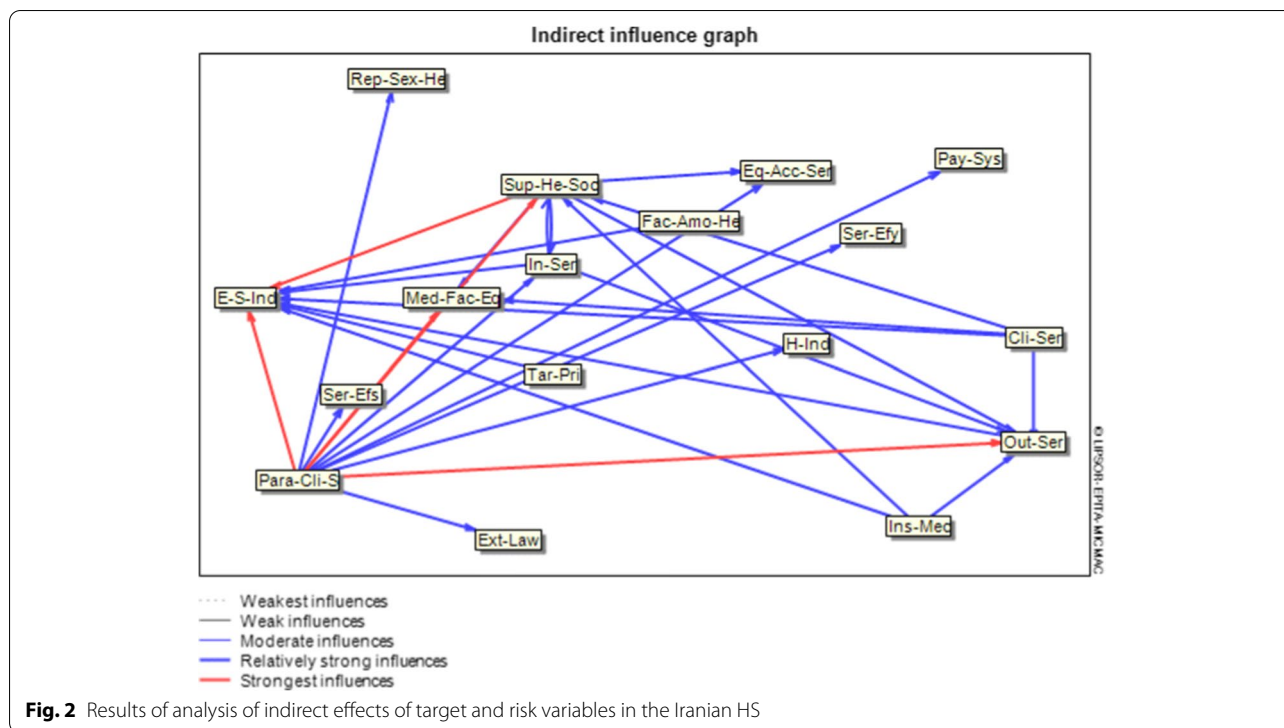 Indirect influence graph
Rep-Sex-He
Pay-Sys
Eq-Acc-Ser
Sup-He-Soc
Fac-Amo-He
Ser-Efy
In-Ser
E-S-Ind
Med-Fac-Eq
Cli-Ser
H-Ind
Tar-Pri
Ser-Efs
Out-Ser
Para-Cli-S
Ins-Med
Ext-Law
© LIPSOR-EPITA-MICMAC
Weakest influences
Weak influences
Moderate influences
Relatively strong influences
Strongest influences
Fig. 2 Results of analysis of indirect effects of target and risk variables in the Iranian HS